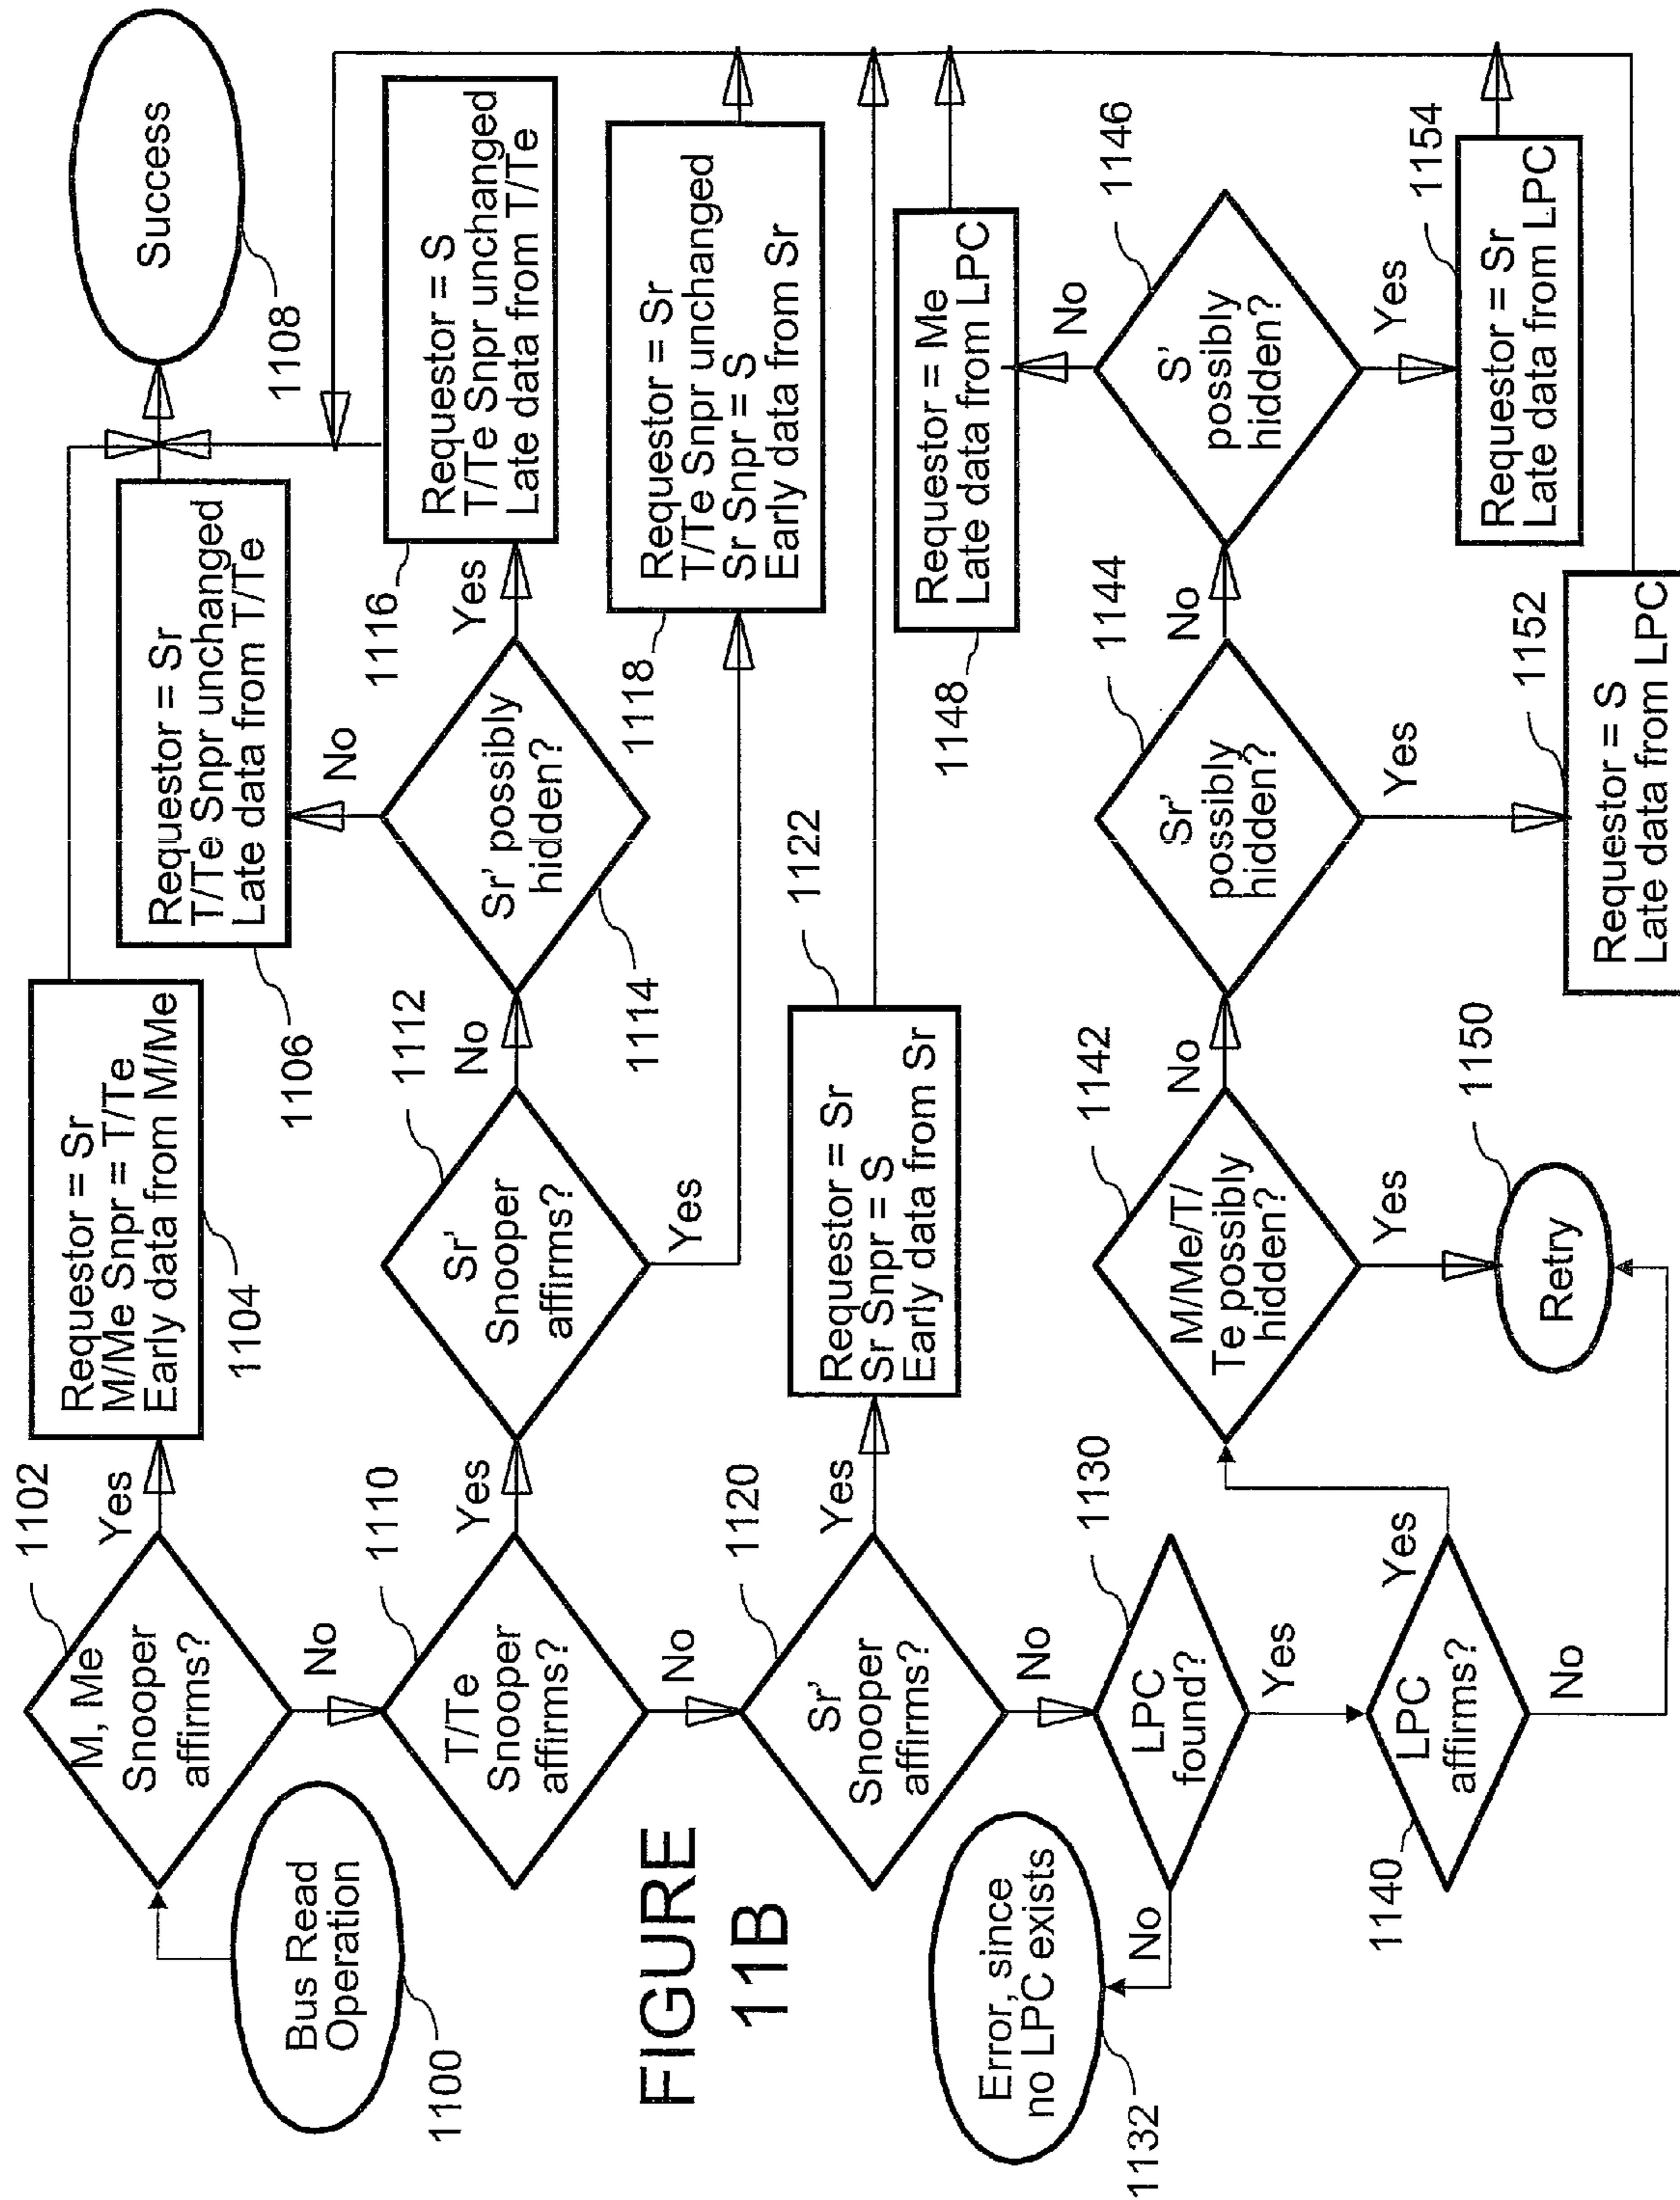 Bus Read
Operation
1100
M, Me
Snooper
affirms?
1102
Yes
No
Requestor = Sr
M/Me Snpr = T/Te
Early data from M/Me
1104
Requestor = Sr
T/Te Snpr unchanged
Late data from T/Te
1106
Success
1108
T/Te
Snooper
affirms?
1110
Yes
No
Sr'
Snooper
affirms?
1112
No
Yes
Sr' possibly
hidden?
1114
No
Yes
Requestor = S
T/Te Snpr unchanged
Late data from T/Te
1116
Requestor = Sr
T/Te Snpr unchanged
Sr Snpr = S
Early data from Sr
1118
Sr'
Snooper
affirms?
1120
Yes
No
Requestor = Sr
Sr Snpr = S
Early data from Sr
1122
LPC
found?
1130
No
Yes
Error, since
no LPC exists
1132
LPC
affirms?
1140
Yes
No
M/Me/T/
Te possibly
hidden?
1142
No
Yes
Retry
1150
Sr'
possibly
hidden?
1144
No
Yes
Requestor = S
Late data from LPC
1152
S'
possibly
hidden?
1146
No
Yes
Requestor = Me
Late data from LPC
1148
Requestor = Sr
Late data from LPC
1154
FIGURE
11B